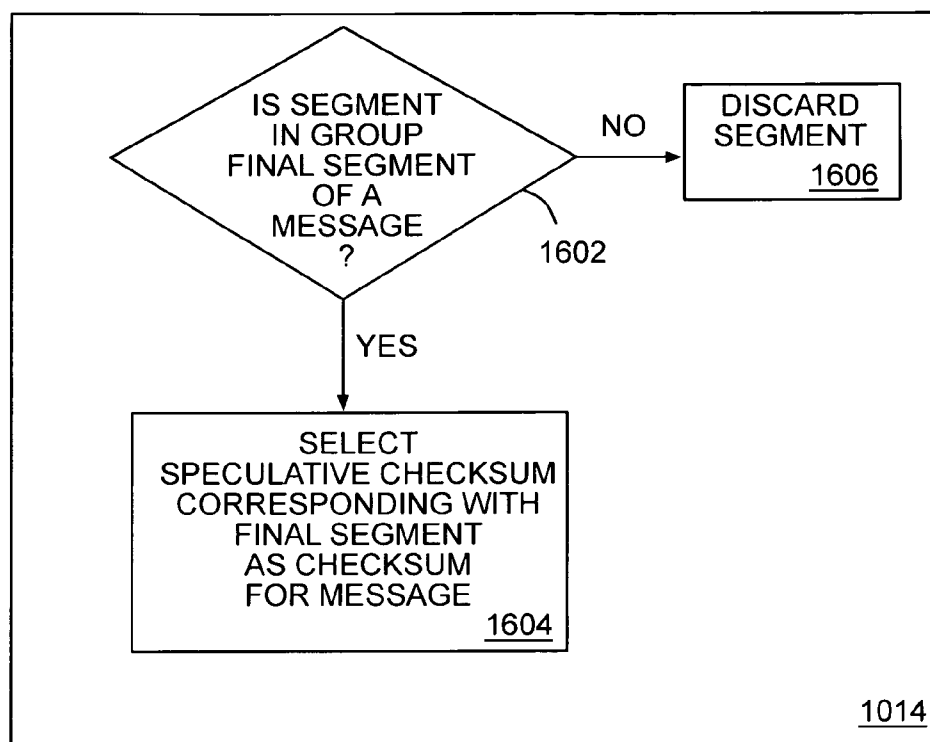 IS SEGMENT
IN GROUP
FINAL SEGMENT
OF A
MESSAGE
?
NO
DISCARD
SEGMENT
1606
1602
YES
SELECT
SPECULATIVE CHECKSUM
CORRESPONDING WITH
FINAL SEGMENT
AS CHECKSUM
FOR MESSAGE
1604
1014